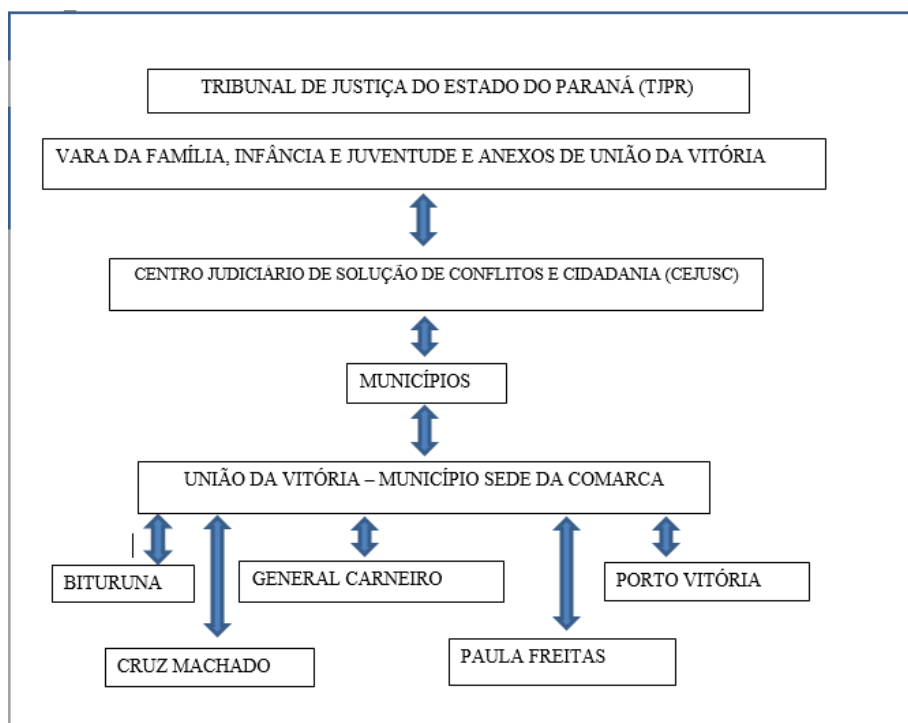 TRIBUNAL DE JUSTIÇA DO ESTADO DO PARANÁ (TJPR)
VARA DA FAMÍLIA, INFÂNCIA E JUVENTUDE E ANEXOS DE UNIÃO DA VITÓRIA
CENTRO JUDICIÁRIO DE SOLUÇÃO DE CONFLITOS E CIDADANIA (CEJUSC)
MUNICÍPIOS
UNIÃO DA VITÓRIA – MUNICÍPIO SEDE DA COMARCA
BITURUNA
GENERAL CARNEIRO
PORTO VITÓRIA
CRUZ MACHADO
PAULA FREITAS